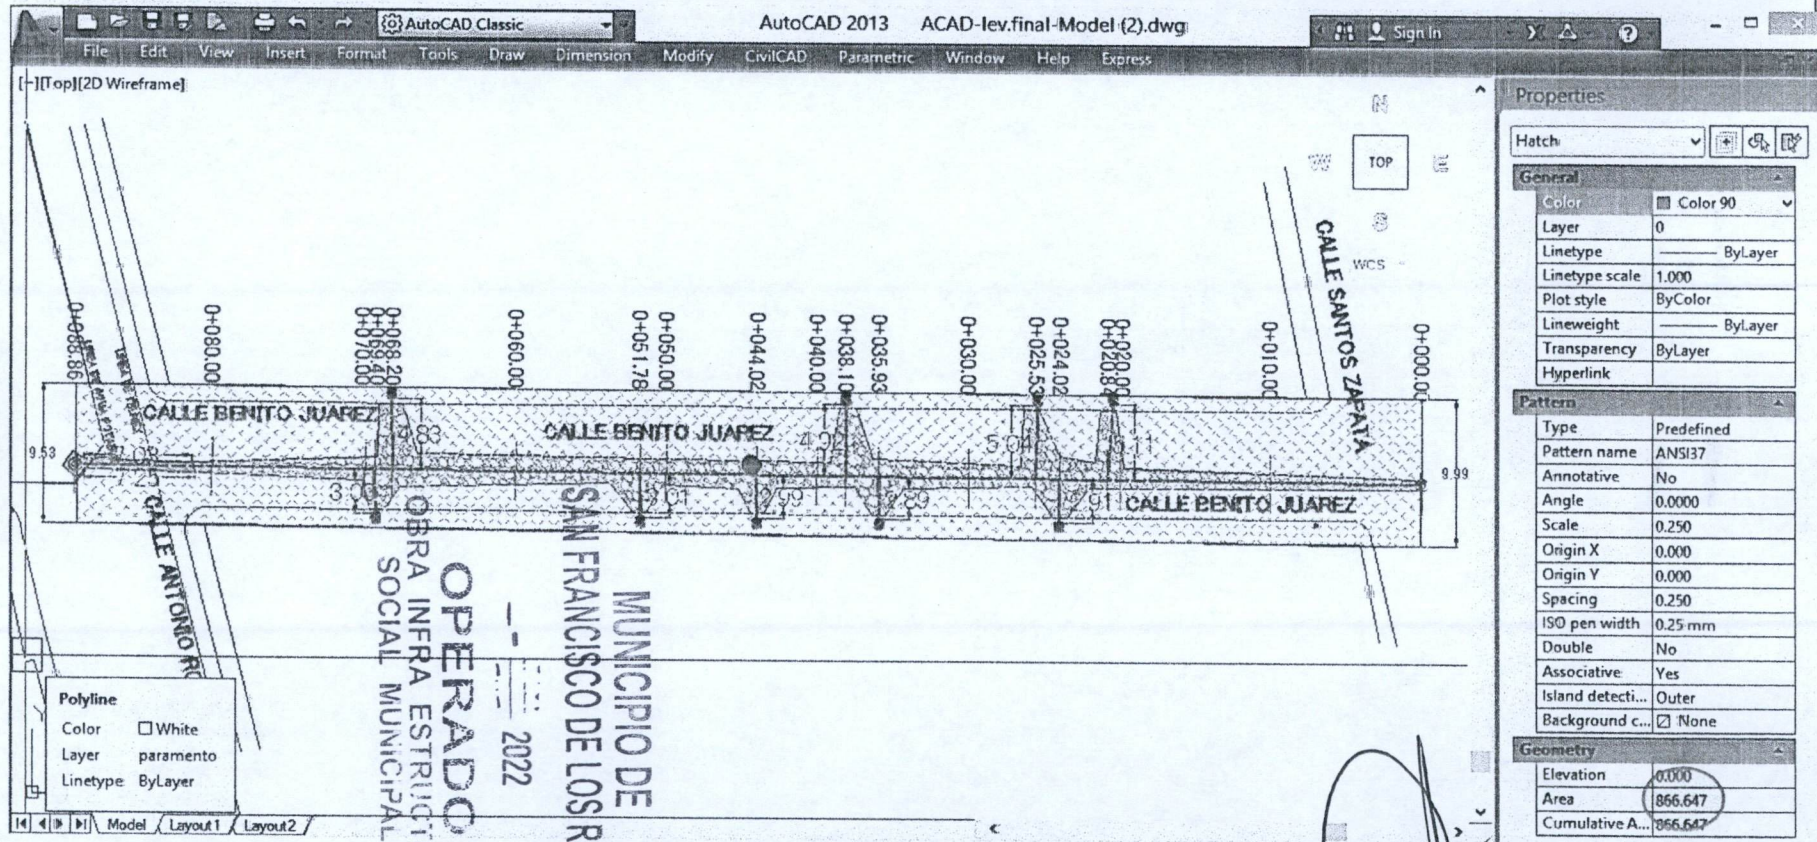 AutoCAD Classic
AutoCAD 2013 ACAD-lev.final-Model (2).dwg
Sign In
File Edit View Insert Format Tools Draw Dimension Modify CivilCAD Parametric Window Help Express
[-][Top][2D Wireframe]
N
W TOP E
S
WCS
CALLE SANTOS ZAPATA
0+088.86
0+080.00
0+070.00
0+069.40
0+068.20
0+060.00
0+051.78
0+050.00
0+044.02
0+040.00
0+038.10
0+035.93
0+030.00
0+025.53
0+024.02
0+020.00
0+010.00
0+000.00
CALLE BENITO JUAREZ
CALLE BENITO JUAREZ
CALLE BENITO JUAREZ
9.53
7.25
4.83
9.99
CALLE ANTONIO RO
MUNICIPIO DE
SAN FRANCISCO DE LOS R
2022
OPERADO
OBRA INFRA ESTRUCT
SOCIAL MUNICIPAL
Polyline
Color White
Layer paramento
Linetype ByLayer
Model Layout1 Layout2
Properties
Hatch
General
Color Color 90
Layer 0
Linetype ByLayer
Linetype scale 1.000
Plot style ByColor
Lineweight ByLayer
Transparency ByLayer
Hyperlink
Pattern
Type Predefined
Pattern name ANSI37
Annotative No
Angle 0.0000
Scale 0.250
Origin X 0.000
Origin Y 0.000
Spacing 0.250
ISO pen width 0.25 mm
Double No
Associative Yes
Island detecti... Outer
Background c... None
Geometry
Elevation 0.000
Area 866.647
Cumulative A... 866.647